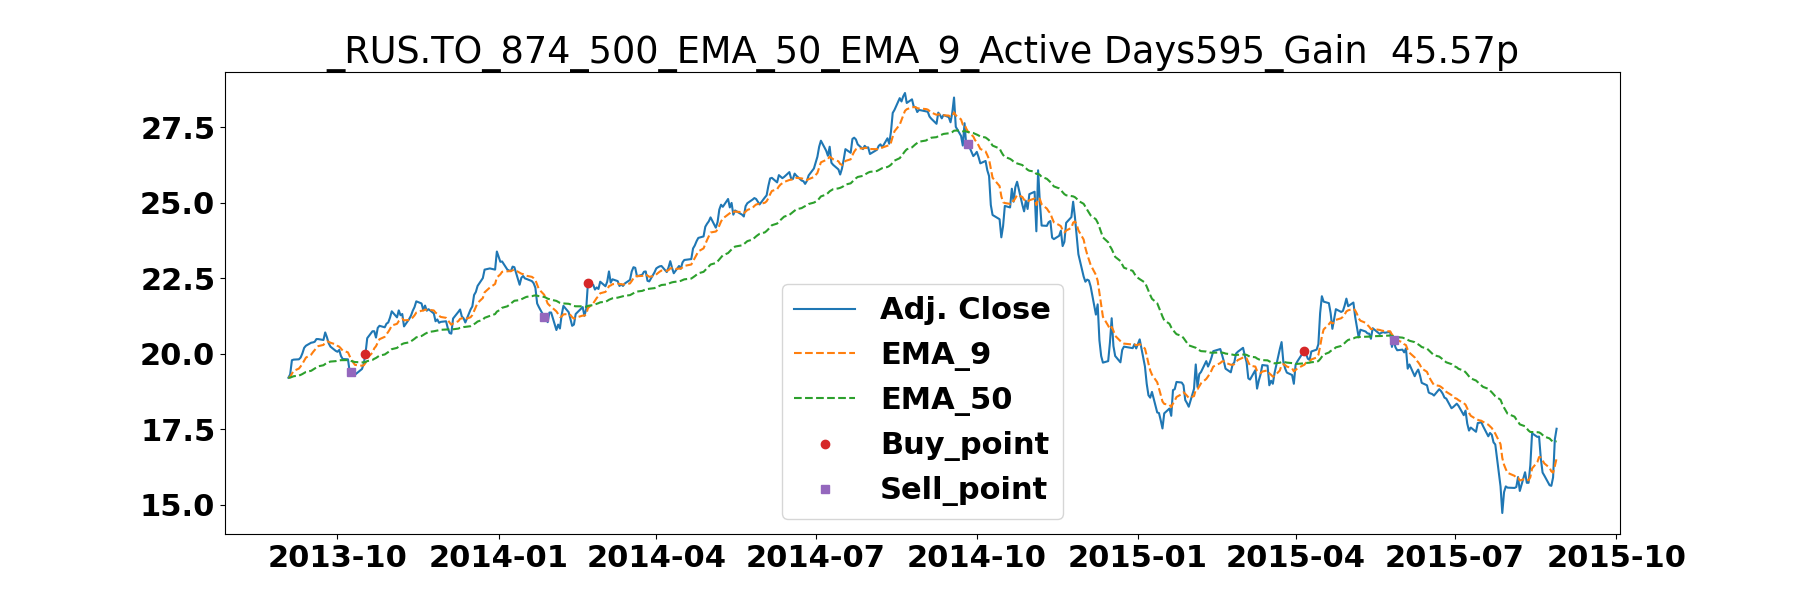 _RUS.TO_874_500_EMA_50_EMA_9_Active Days595_Gain  45.57p
27.5
25.0
22.5
20.0
17.5
15.0
Adj. Close
EMA_9
EMA_50
Buy_point
Sell_point
2013-10 2014-01 2014-04 2014-07 2014-10 2015-01 2015-04 2015-07 2015-10